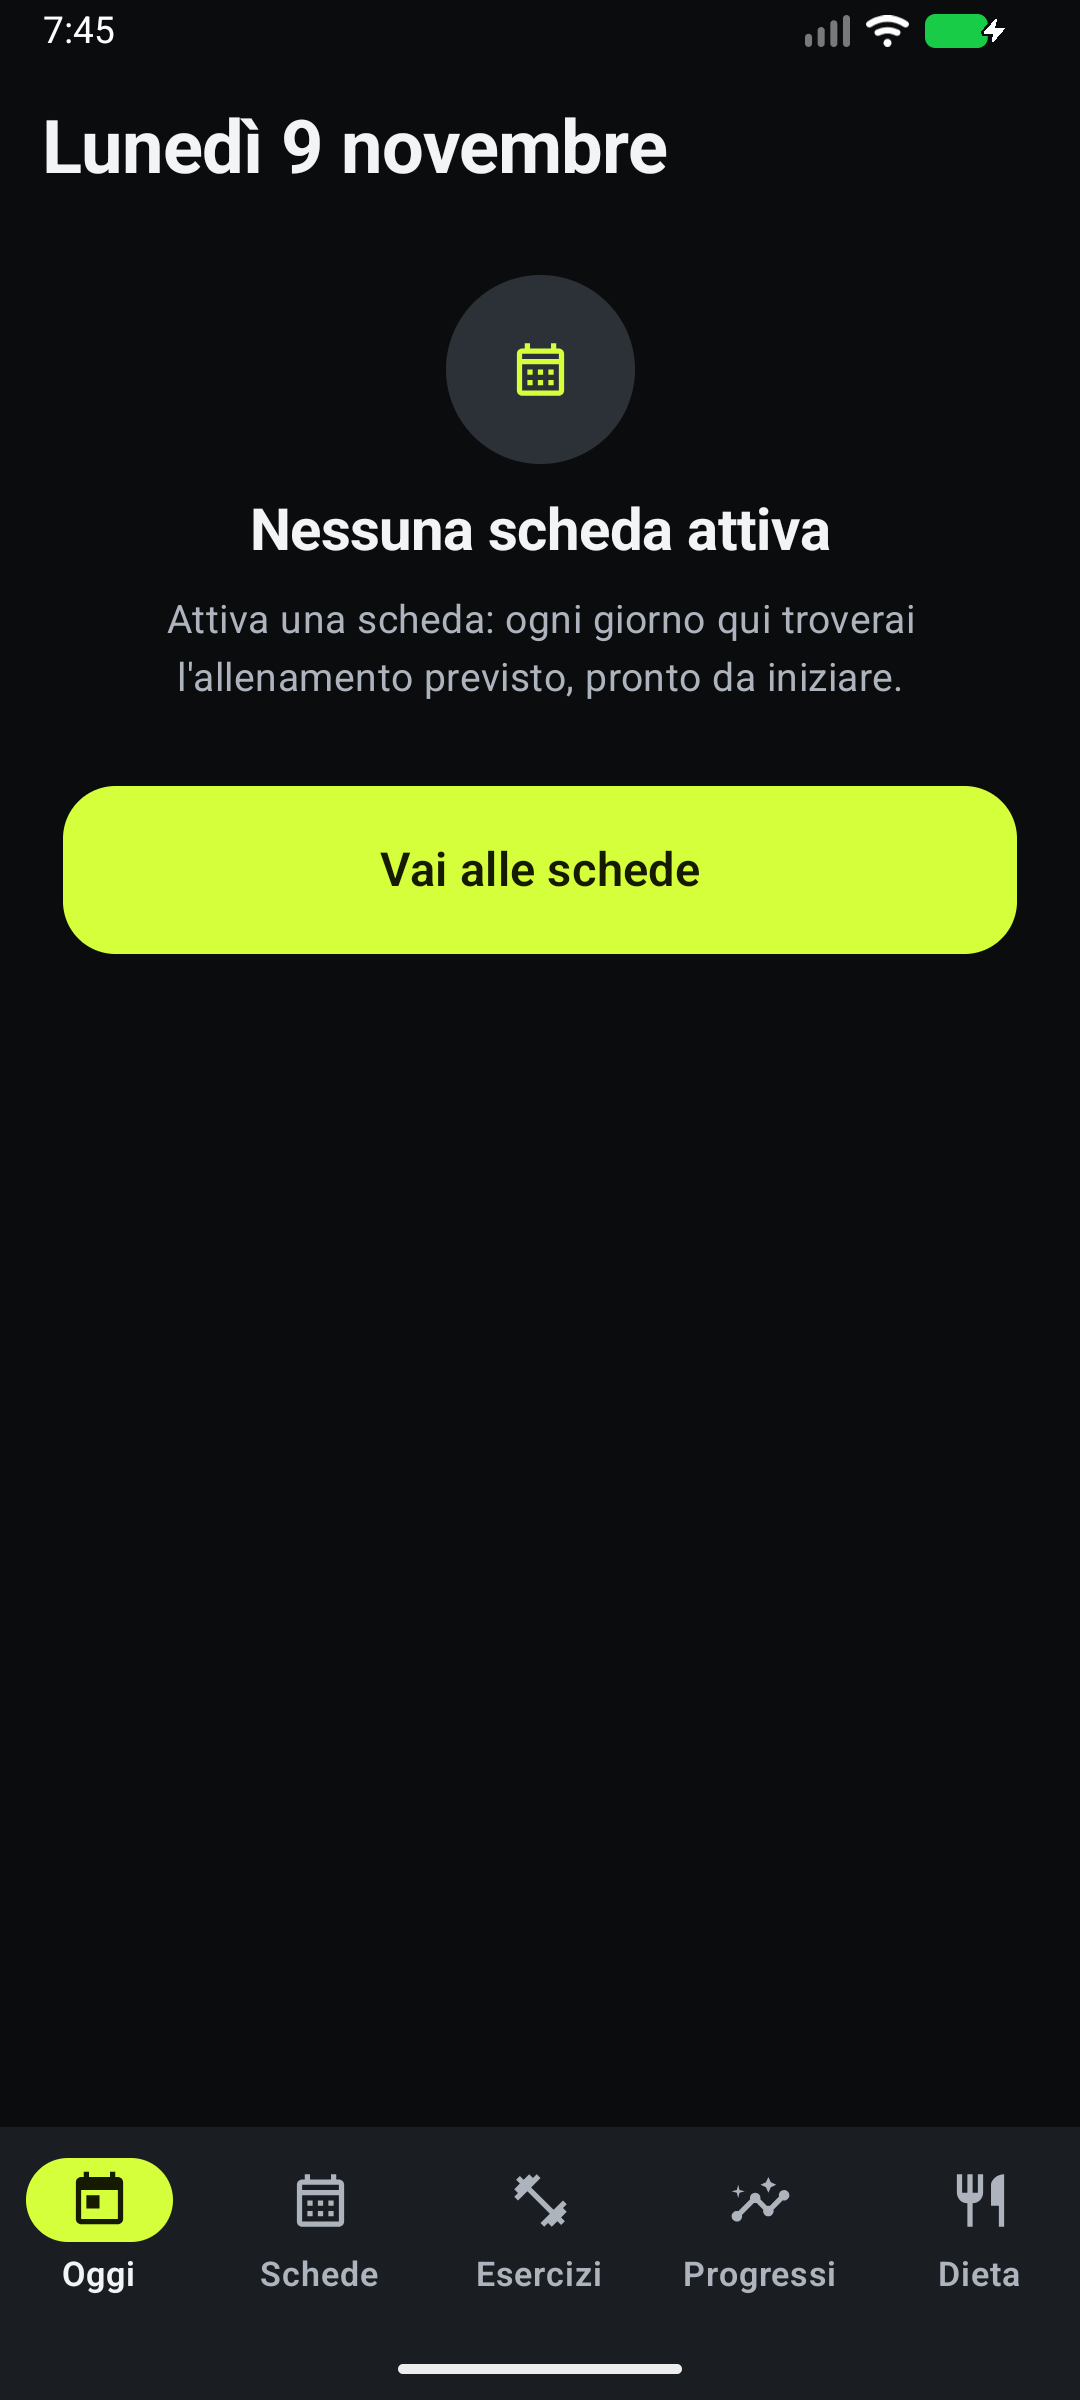 7:45
Lunedì 9 novembre
Nessuna scheda attiva
Attiva una scheda: ogni giorno qui troverai
l'allenamento previsto, pronto da iniziare.
Vai alle schede
Oggi
Schede
Esercizi
Progressi
Dieta